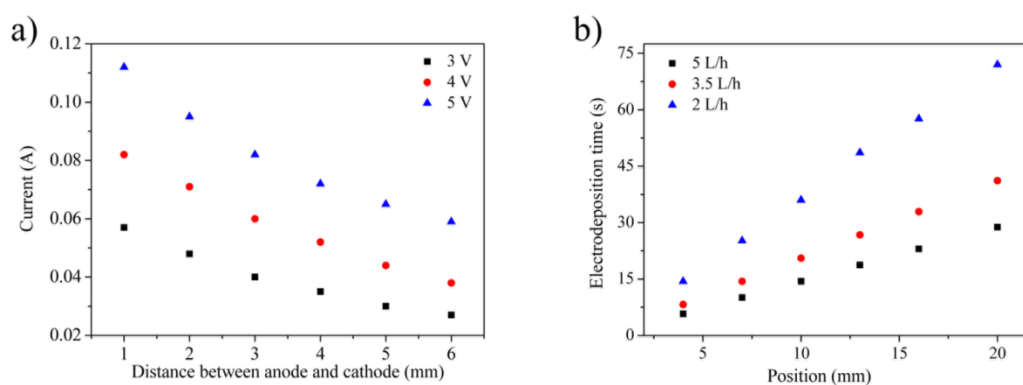 a)
0.12
0.10
0.08
0.06
0.04
0.02
Current (A)
3 V
4 V
5 V
1 2 3 4 5 6
Distance between anode and cathode (mm)
b)
75
60
45
30
15
0
Electrodeposition time (s)
5 L/h
3.5 L/h
2 L/h
5 10 15 20
Position (mm)